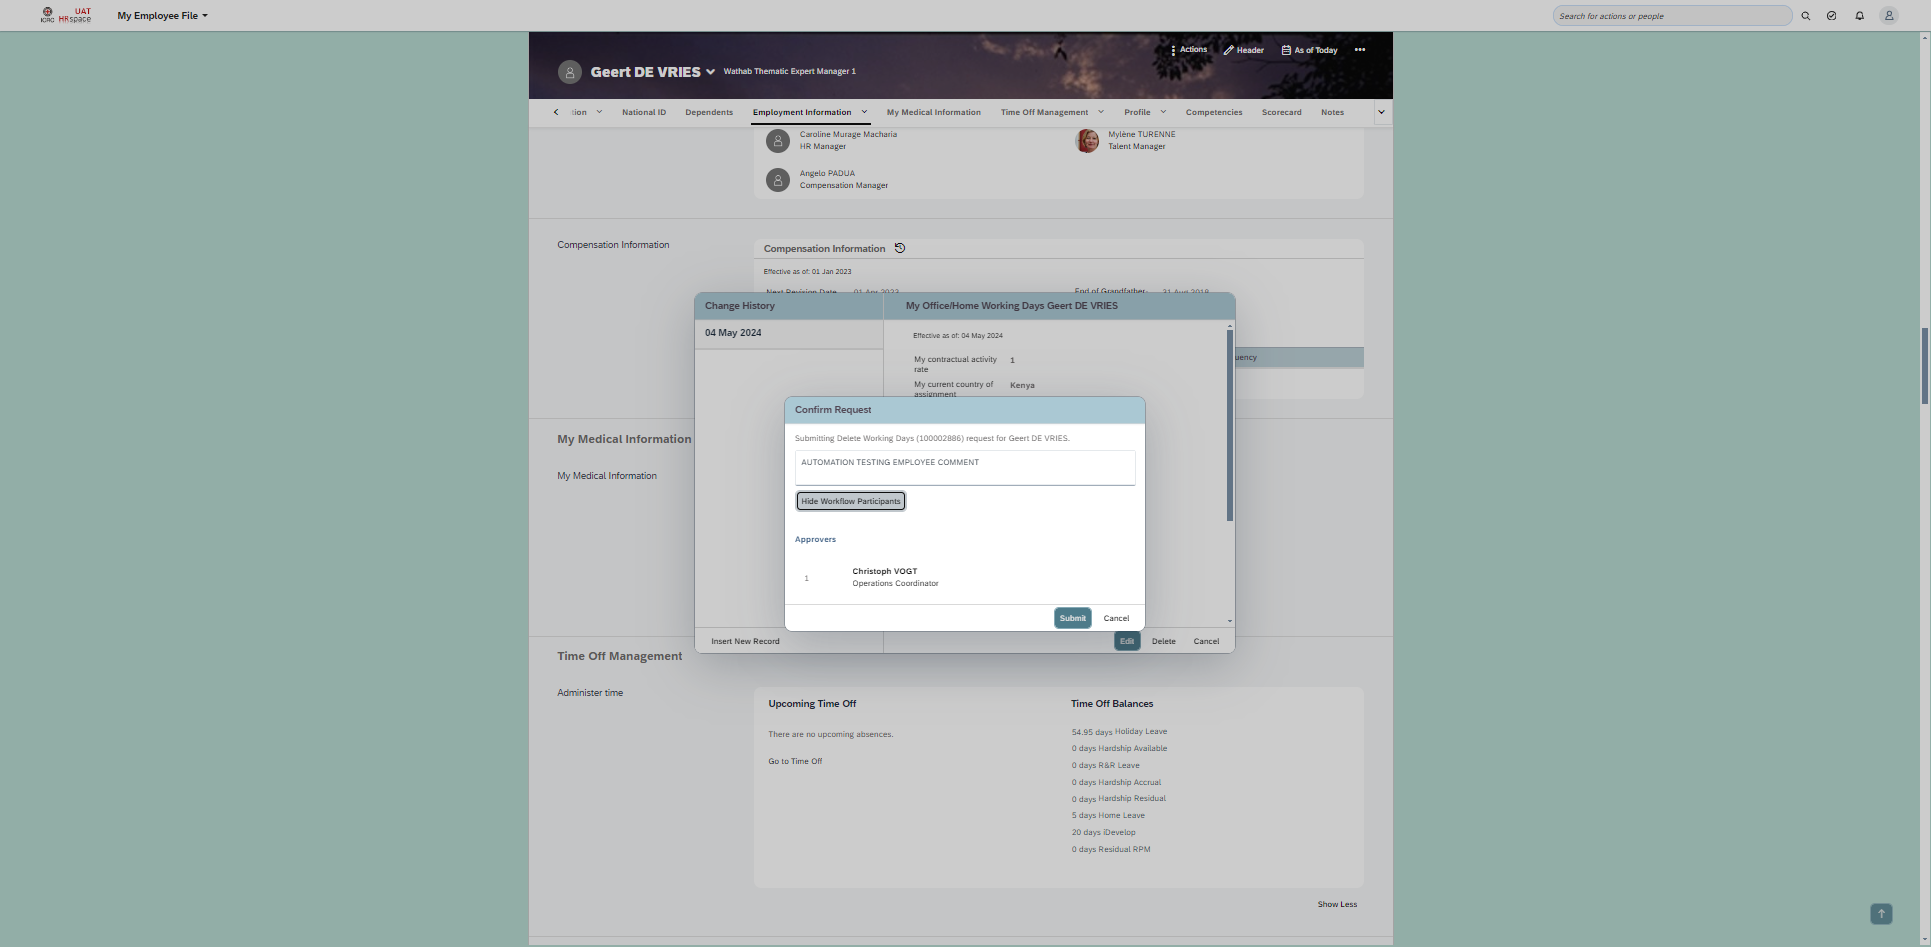 ICRC
UAT
HRspace
My Employee File
Search for actions or people
Actions
Header
As of Today
Geert DE VRIES
Wathab Thematic Expert Manager 1
tion
National ID
Dependents
Employment Information
My Medical Information
Time Off Management
Profile
Competencies
Scorecard
Notes
Caroline Murage Macharia
HR Manager
Mylène TURENNE
Talent Manager
Angelo PADUA
Compensation Manager
Compensation Information
Compensation Information
Effective as of: 01 Jan 2023
Next Revision Date
01 Apr 2023
End of Grandfather-
31 Aug 2018
Change History
My Office/Home Working Days Geert DE VRIES
04 May 2024
Effective as of: 04 May 2024
My contractual activity
rate
1
My current country of
assignment
Kenya
uency
Confirm Request
Submitting Delete Working Days (100002886) request for Geert DE VRIES.
AUTOMATION TESTING EMPLOYEE COMMENT
Hide Workflow Participants
Approvers
1
Christoph VOGT
Operations Coordinator
Submit
Cancel
Insert New Record
Edit
Delete
Cancel
My Medical Information
My Medical Information
Time Off Management
Administer time
Upcoming Time Off
There are no upcoming absences.
Go to Time Off
Time Off Balances
54.95 days Holiday Leave
0 days Hardship Available
0 days R&R Leave
0 days Hardship Accrual
0 days Hardship Residual
5 days Home Leave
20 days iDevelop
0 days Residual RPM
Show Less